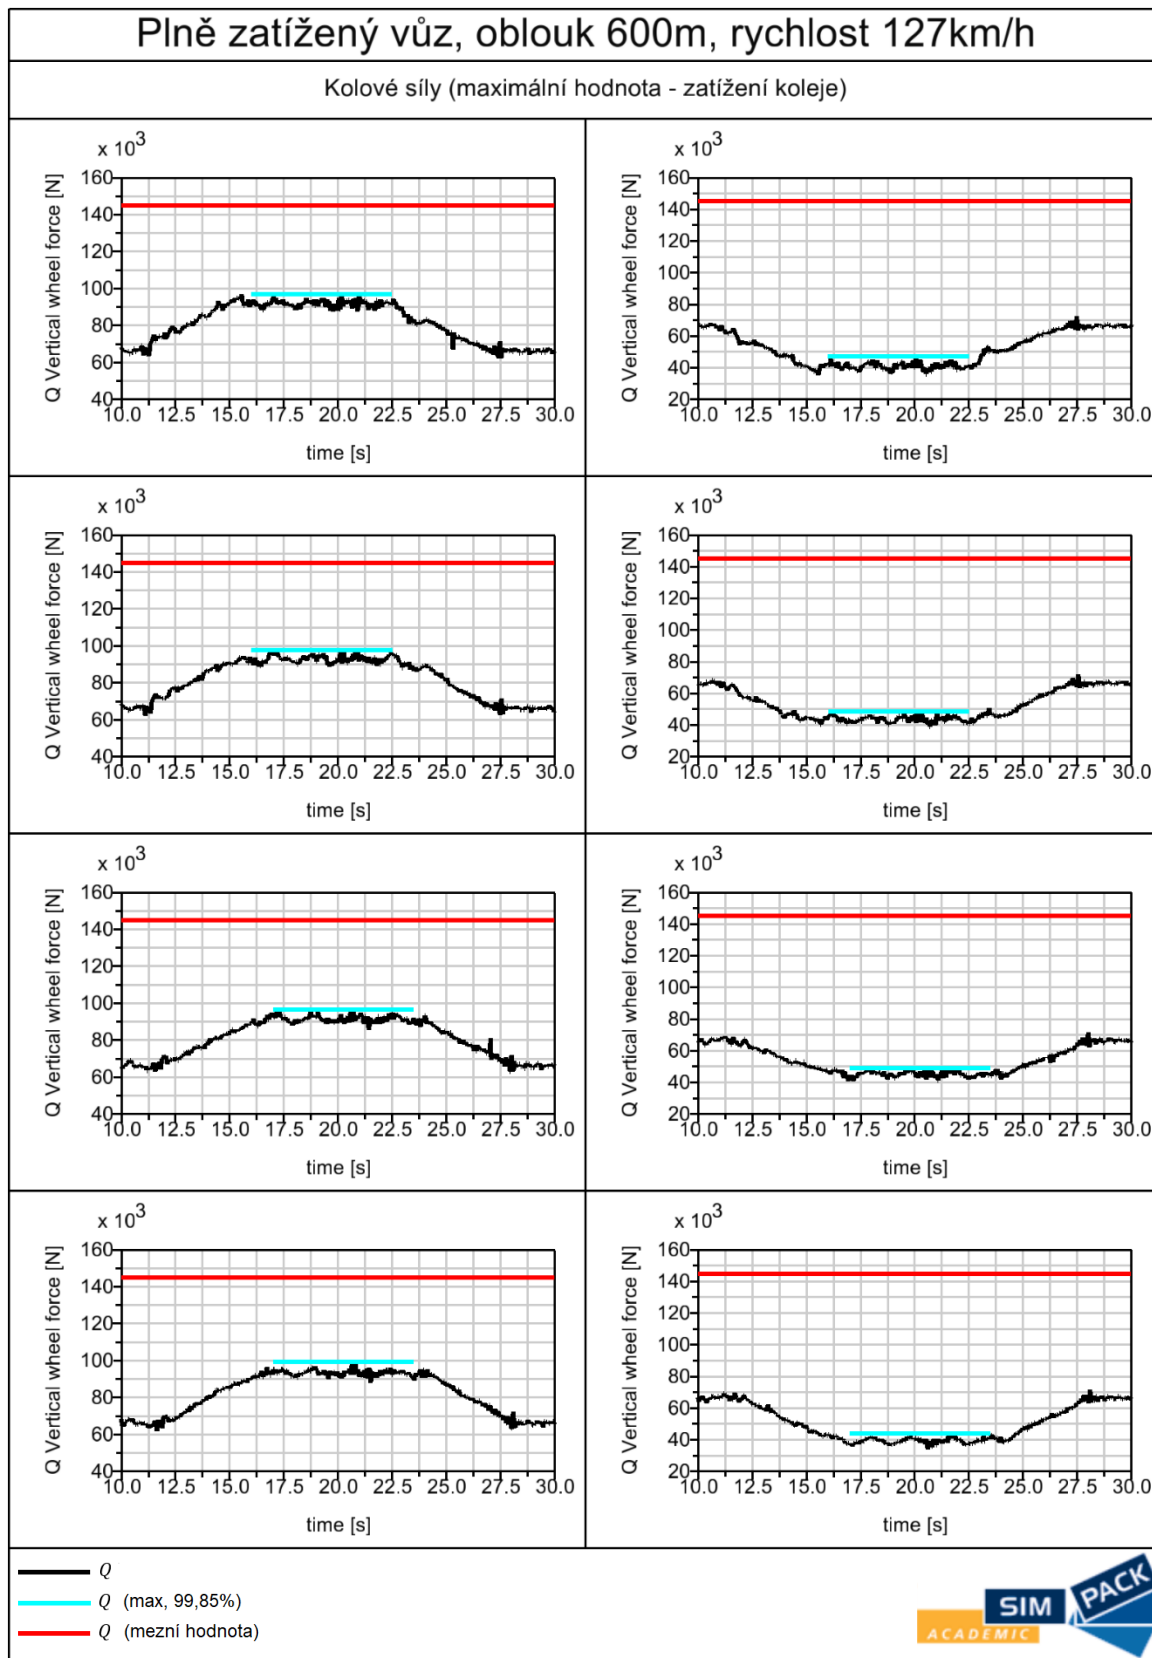 Plně zatížený vůz, oblouk 600m, rychlost 127km/h
Kolové síly (maximální hodnota - zatížení koleje)
x 10³
Q Vertical wheel force [N]
160
140
120
100
80
60
40
10.0 12.5 15.0 17.5 20.0 22.5 25.0 27.5 30.0
time [s]
x 10³
Q Vertical wheel force [N]
160
140
120
100
80
60
40
20
10.0 12.5 15.0 17.5 20.0 22.5 25.0 27.5 30.0
time [s]
x 10³
Q Vertical wheel force [N]
160
140
120
100
80
60
40
10.0 12.5 15.0 17.5 20.0 22.5 25.0 27.5 30.0
time [s]
x 10³
Q Vertical wheel force [N]
160
140
120
100
80
60
40
20
10.0 12.5 15.0 17.5 20.0 22.5 25.0 27.5 30.0
time [s]
x 10³
Q Vertical wheel force [N]
160
140
120
100
80
60
40
10.0 12.5 15.0 17.5 20.0 22.5 25.0 27.5 30.0
time [s]
x 10³
Q Vertical wheel force [N]
160
140
120
100
80
60
40
20
10.0 12.5 15.0 17.5 20.0 22.5 25.0 27.5 30.0
time [s]
x 10³
Q Vertical wheel force [N]
160
140
120
100
80
60
40
10.0 12.5 15.0 17.5 20.0 22.5 25.0 27.5 30.0
time [s]
x 10³
Q Vertical wheel force [N]
160
140
120
100
80
60
40
20
10.0 12.5 15.0 17.5 20.0 22.5 25.0 27.5 30.0
time [s]
Q
Q (max, 99,85%)
Q (mezní hodnota)
SIMPACK
ACADEMIC